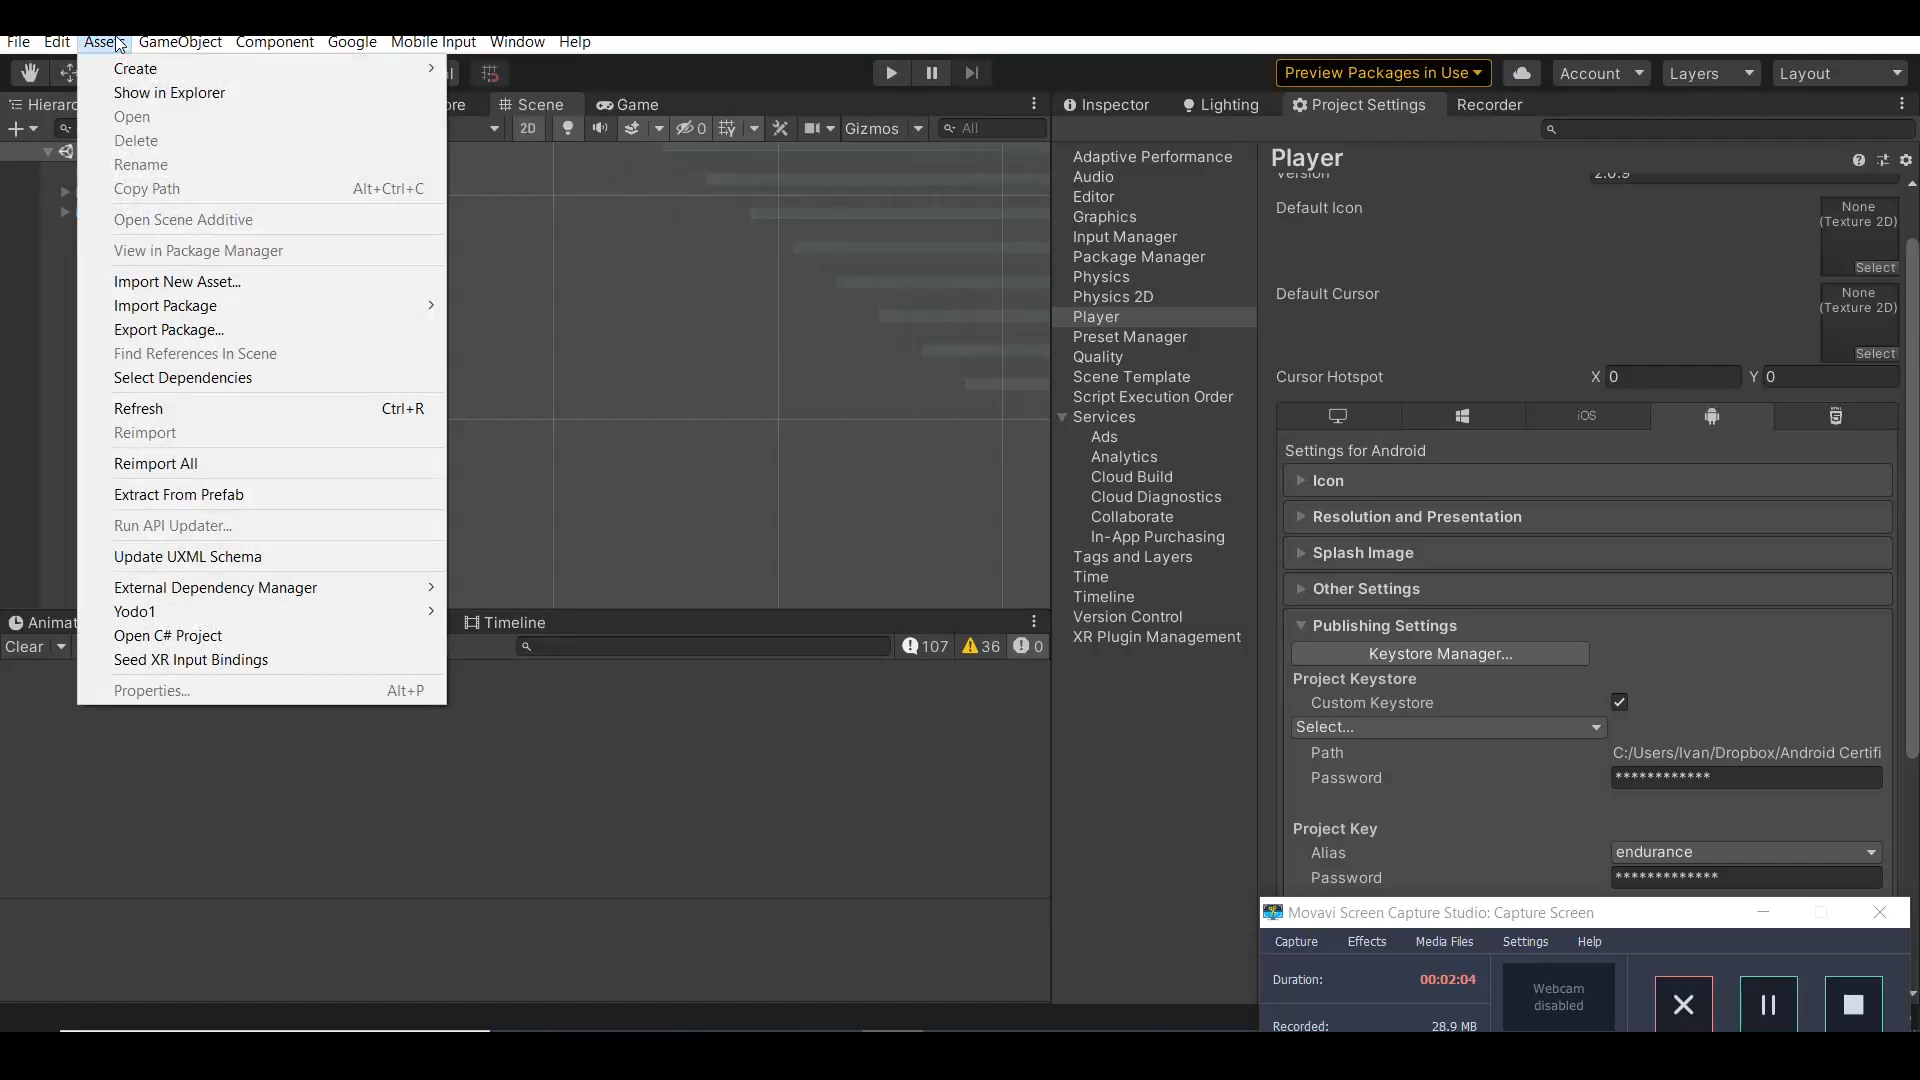 File Edit Asse GameObject Component Google Mobile Input Window Help
Preview Packages in Use
Account
Layers
Layout
Create
Show in Explorer
Open
Delete
Rename
Copy Path Alt+Ctrl+C
Open Scene Additive
View in Package Manager
Import New Asset...
Import Package
Export Package...
Find References In Scene
Select Dependencies
Refresh Ctrl+R
Reimport
Reimport All
Extract From Prefab
Run API Updater...
Update UXML Schema
External Dependency Manager
Yodo1
Open C# Project
Seed XR Input Bindings
Properties... Alt+P
Hierarc
ore
Scene
Game
2D
0
Gizmos
All
Animat
Timeline
Clear
107
36
0
Inspector
Lighting
Project Settings
Recorder
Adaptive Performance
Audio
Editor
Graphics
Input Manager
Package Manager
Physics
Physics 2D
Player
Preset Manager
Quality
Scene Template
Script Execution Order
Services
Ads
Analytics
Cloud Build
Cloud Diagnostics
Collaborate
In-App Purchasing
Tags and Layers
Time
Timeline
Version Control
XR Plugin Management
Player
Version 2.0.9
Default Icon
None
(Texture 2D)
Select
Default Cursor
None
(Texture 2D)
Select
Cursor Hotspot X 0 Y 0
iOS
Settings for Android
Icon
Resolution and Presentation
Splash Image
Other Settings
Publishing Settings
Keystore Manager...
Project Keystore
Custom Keystore
Select...
Path C:/Users/Ivan/Dropbox/Android Certifi
Password ************
Project Key
Alias endurance
Password *************
Movavi Screen Capture Studio: Capture Screen
Capture Effects Media Files Settings Help
Duration: 00:02:04
Webcam
disabled
Recorded: 28.9 MB